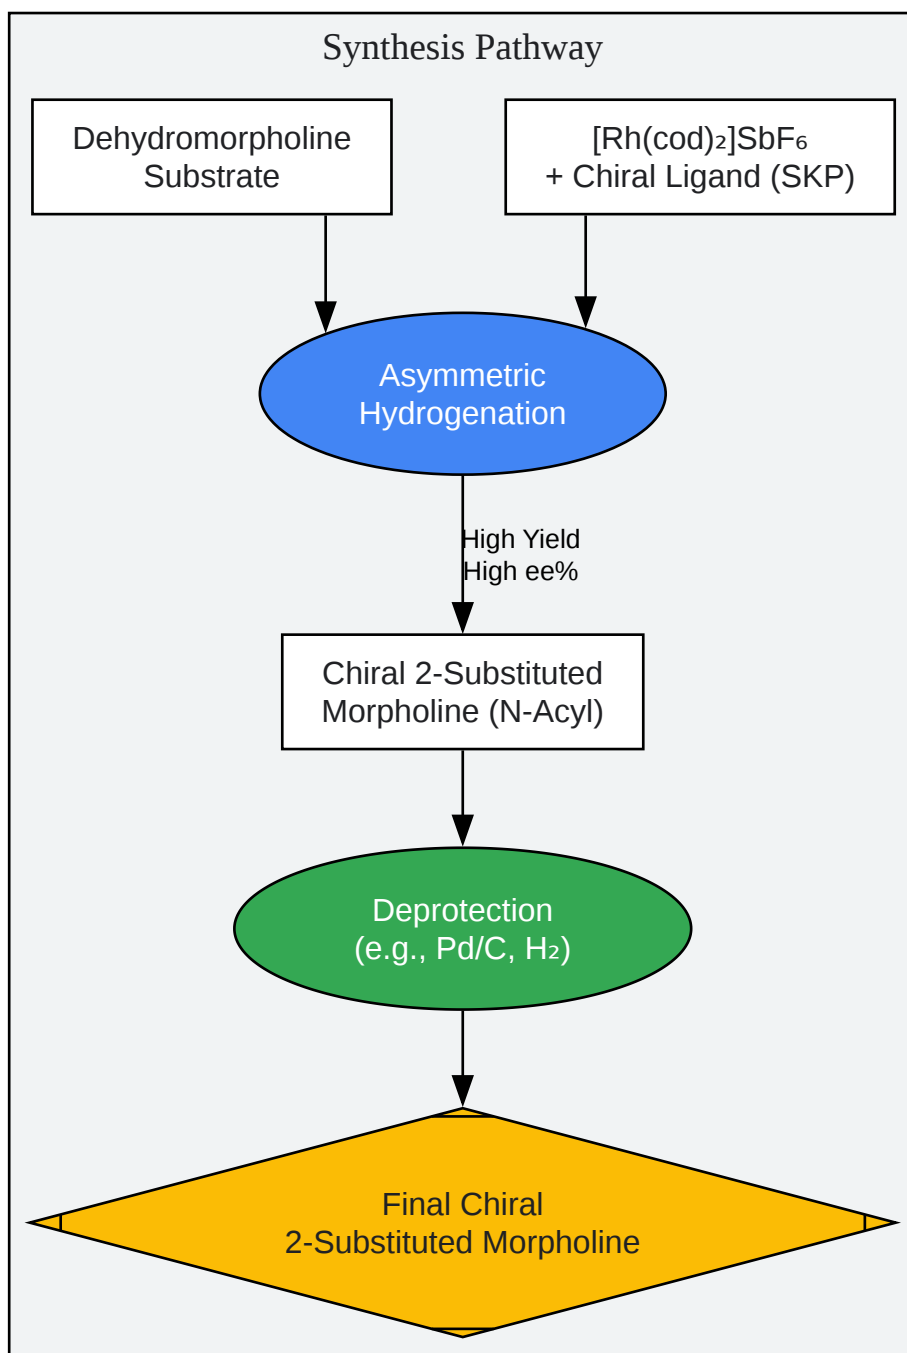 Synthesis Pathway
Dehydromorpholine
Substrate
[Rh(cod)₂]SbF₆
+ Chiral Ligand (SKP)
Asymmetric
Hydrogenation
High Yield
High ee%
Chiral 2-Substituted
Morpholine (N-Acyl)
Deprotection
(e.g., Pd/C, H₂)
Final Chiral
2-Substituted Morpholine